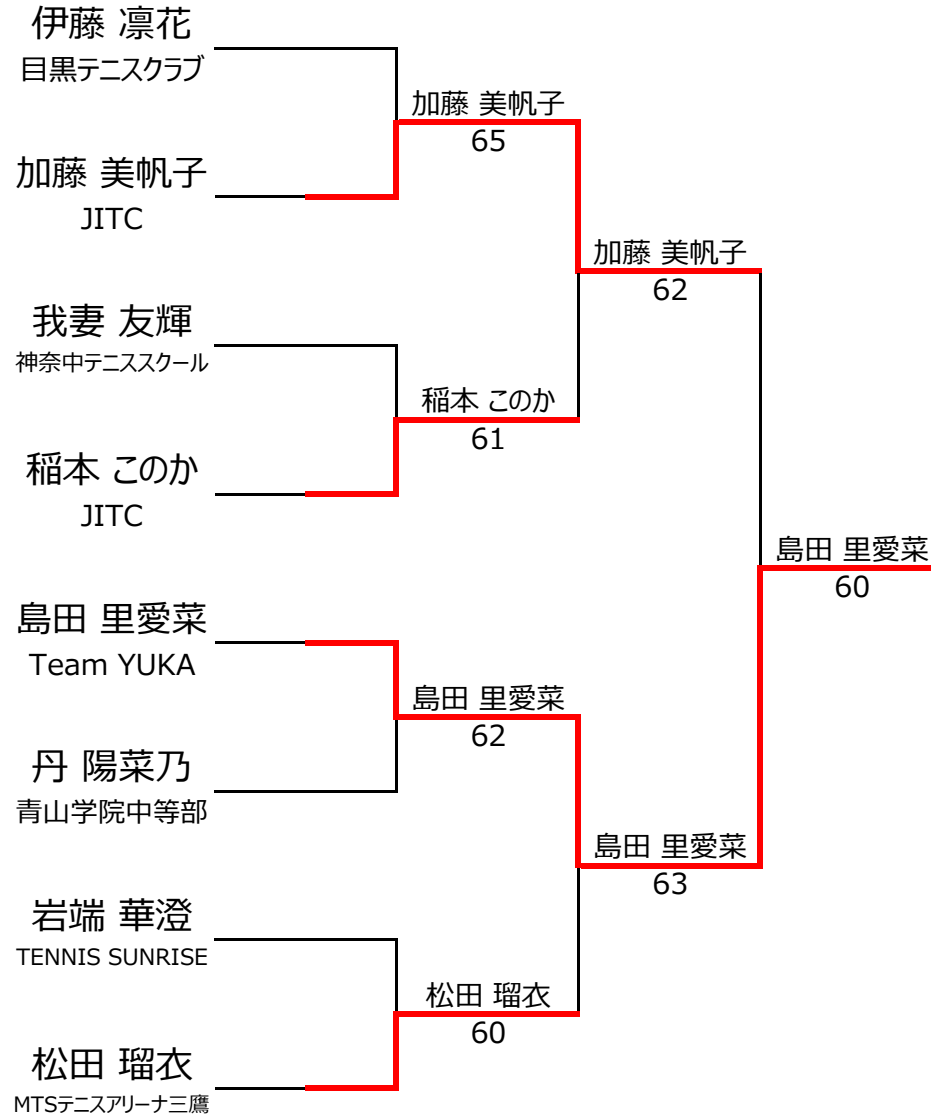 伊藤 凛花
目黒テニスクラブ
加藤 美帆子
65
加藤 美帆子
JITC
加藤 美帆子
62
我妻 友輝
神奈中テニススクール
稲本 このか
61
稲本 このか
JITC
島田 里愛菜
60
島田 里愛菜
Team YUKA
島田 里愛菜
62
丹 陽菜乃
青山学院中等部
島田 里愛菜
63
岩端 華澄
TENNIS SUNRISE
松田 瑠衣
60
松田 瑠衣
MTSテニスアリーナ三鷹